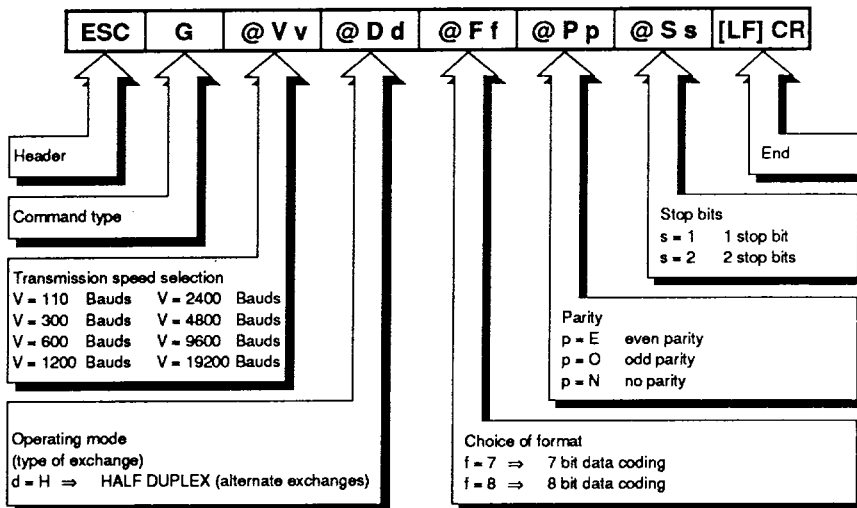 ESC G @ V v @ D d @ F f @ P p @ S s [LF] CR
Header
Command type
Transmission speed selection
V = 110 Bauds V = 2400 Bauds
V = 300 Bauds V = 4800 Bauds
V = 600 Bauds V = 9600 Bauds
V = 1200 Bauds V = 19200 Bauds
Operating mode
(type of exchange)
d = H ⇒ HALF DUPLEX (alternate exchanges)
End
Stop bits
s = 1 1 stop bit
s = 2 2 stop bits
Parity
p = E even parity
p = O odd parity
p = N no parity
Choice of format
f = 7 ⇒ 7 bit data coding
f = 8 ⇒ 8 bit data coding